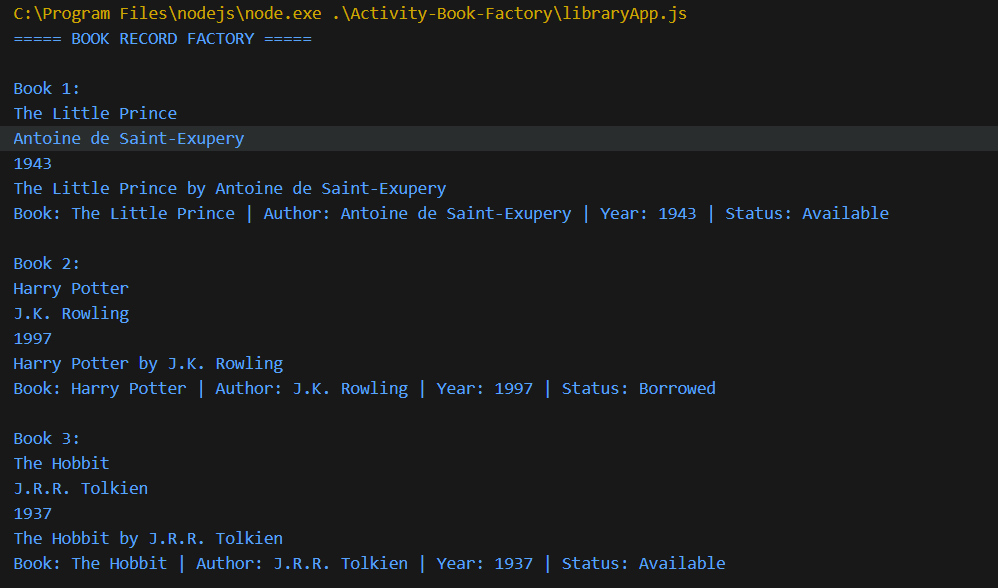 C:\Program Files\nodejs\node.exe .\Activity-Book-Factory\libraryApp.js
===== BOOK RECORD FACTORY =====
Book 1:
The Little Prince
Antoine de Saint-Exupery
1943
The Little Prince by Antoine de Saint-Exupery
Book: The Little Prince | Author: Antoine de Saint-Exupery | Year: 1943 | Status: Available
Book 2:
Harry Potter
J.K. Rowling
1997
Harry Potter by J.K. Rowling
Book: Harry Potter | Author: J.K. Rowling | Year: 1997 | Status: Borrowed
Book 3:
The Hobbit
J.R.R. Tolkien
1937
The Hobbit by J.R.R. Tolkien
Book: The Hobbit | Author: J.R.R. Tolkien | Year: 1937 | Status: Available